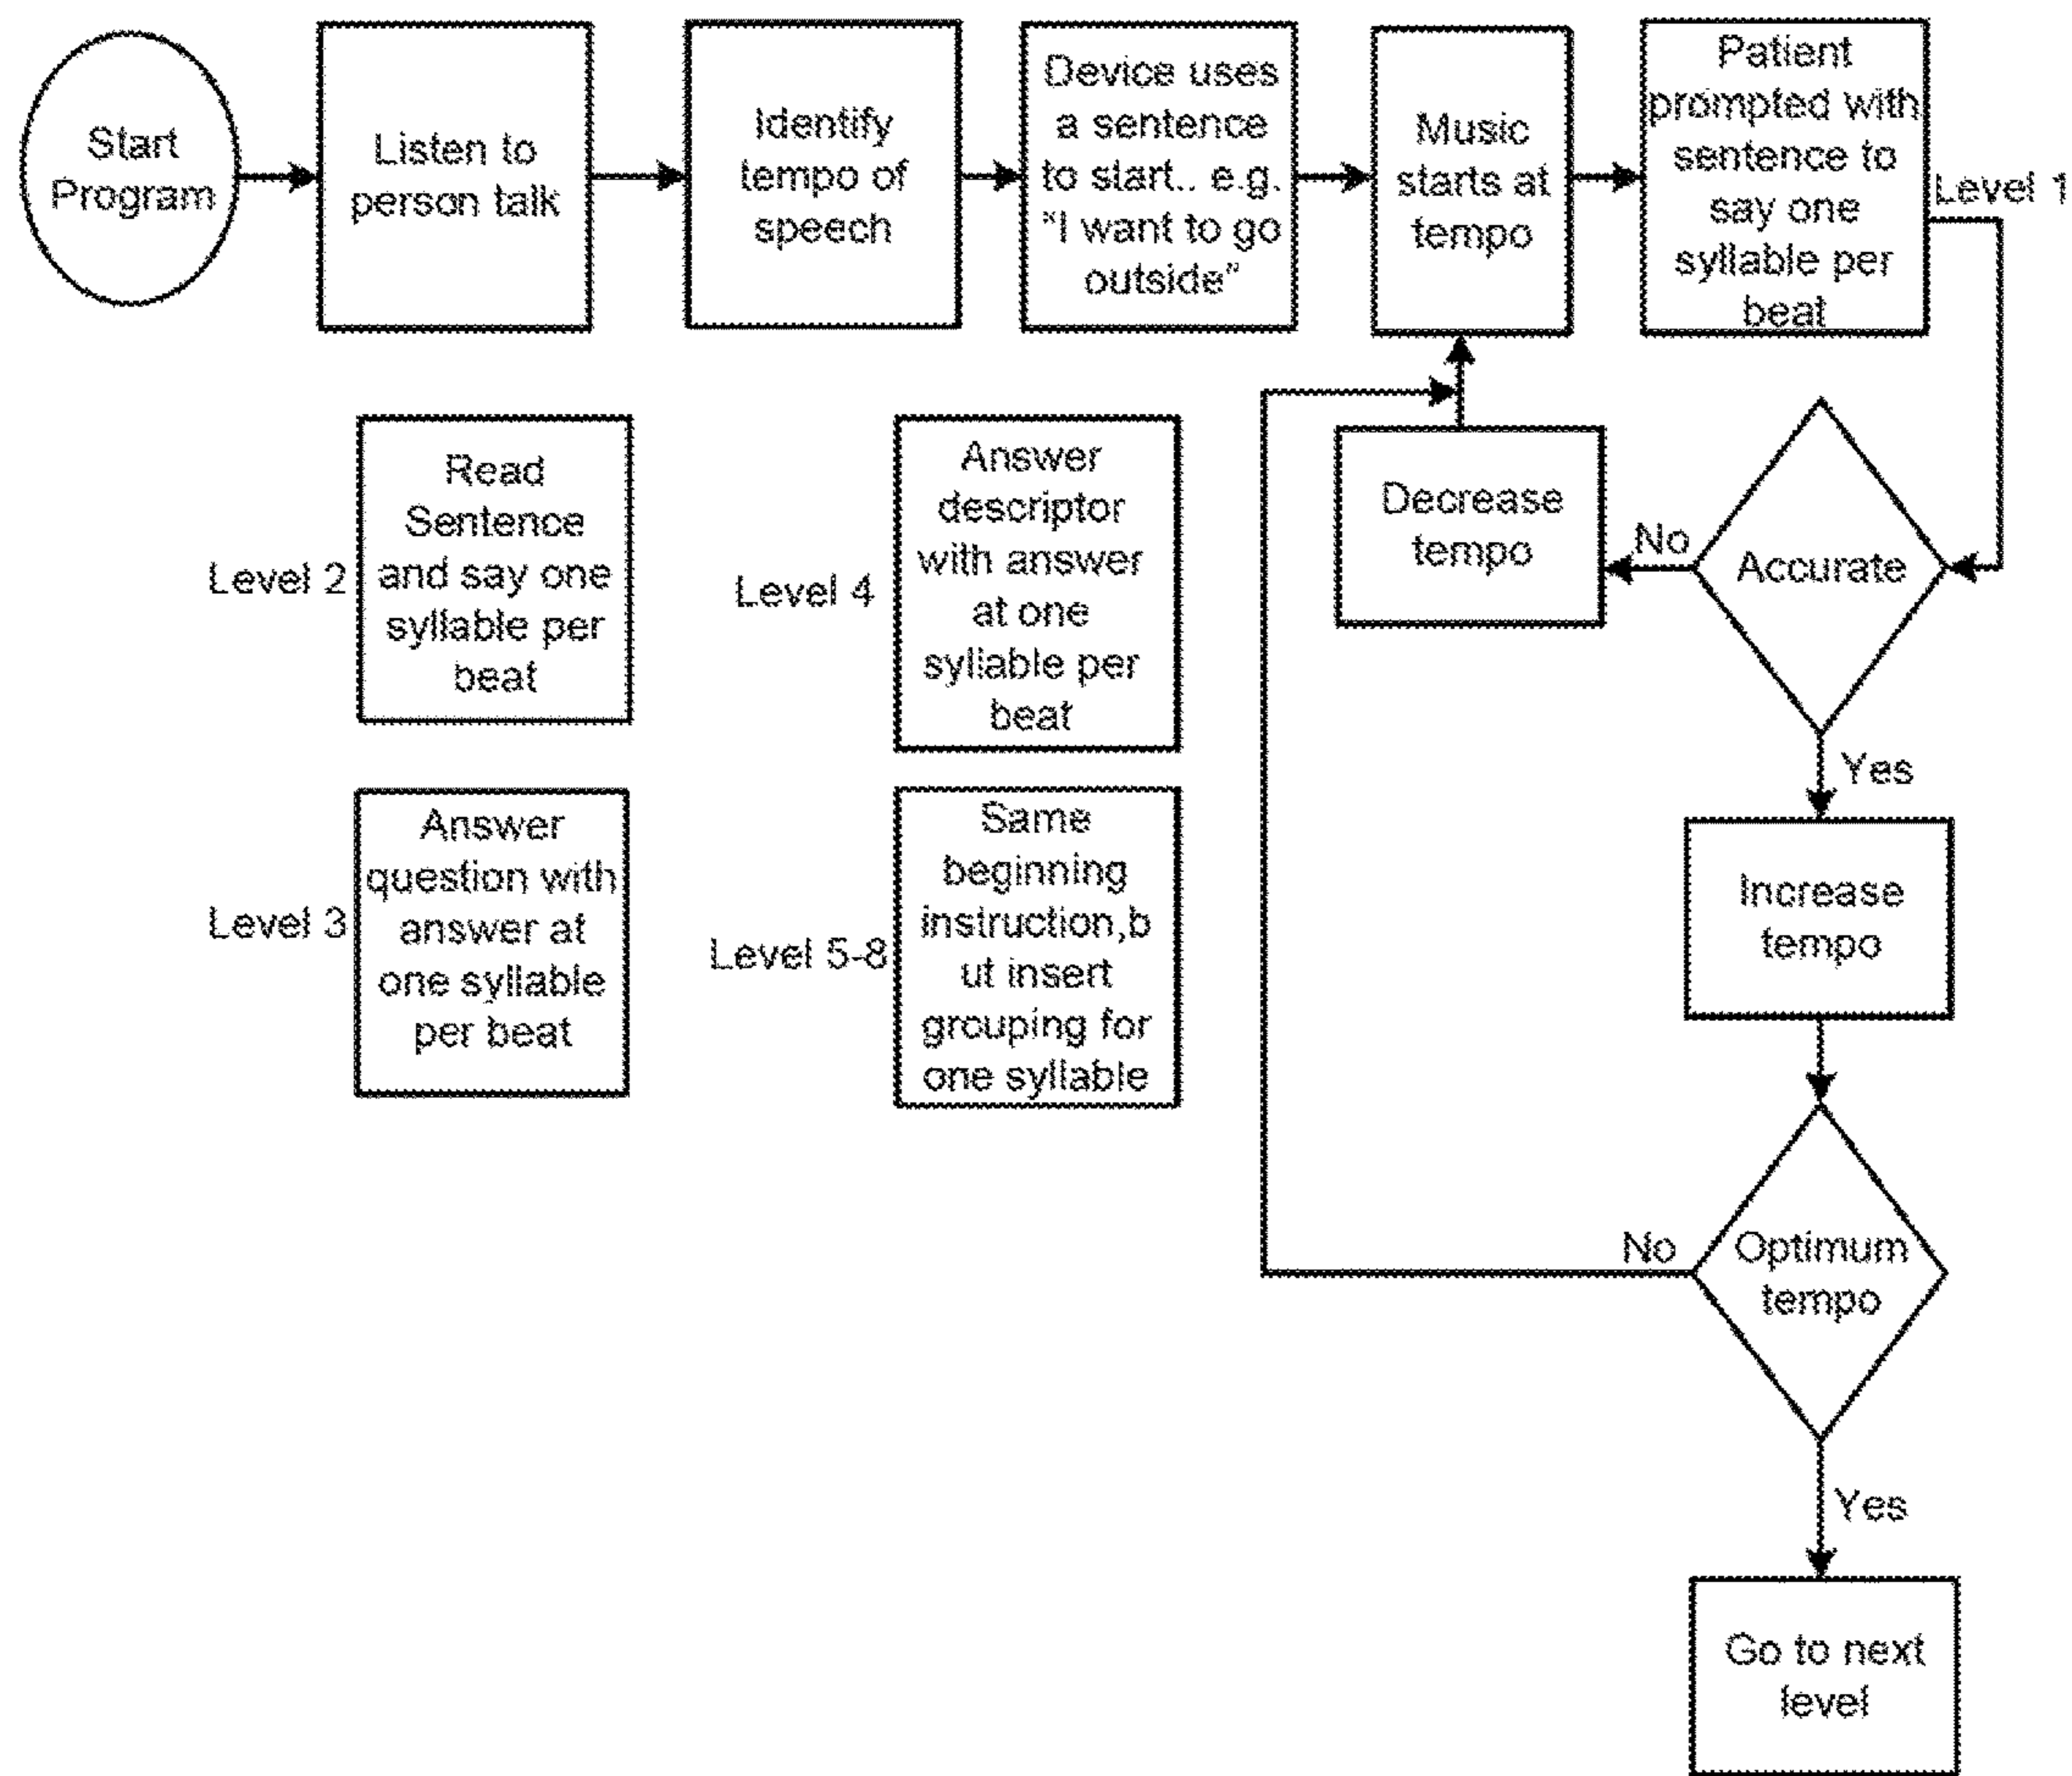 Start
Program
Listen to
person talk
Identify
tempo of
speech
Device uses
a sentence
to start.. e.g.
“I want to go
outside”
Music
starts at
tempo
Patient
prompted with
sentence to
say one
syllable per
beat
Level 1
Level 2
Read
Sentence
and say one
syllable per
beat
Level 4
Answer
descriptor
with answer
at one
syllable per
beat
Decrease
tempo
No
Accurate
Yes
Level 3
Answer
question with
answer at
one syllable
per beat
Level 5-8
Same
beginning
instruction,b
ut insert
grouping for
one syllable
Increase
tempo
No
Optimum
tempo
Yes
Go to next
level